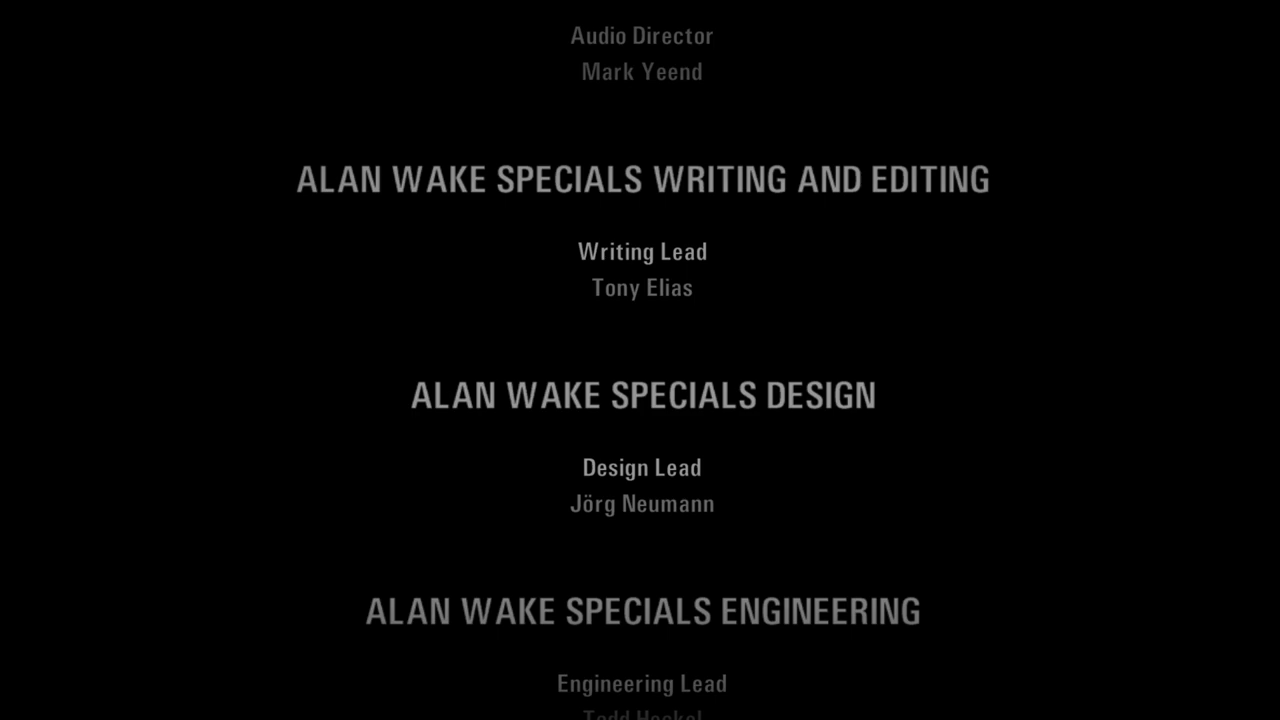 Audio Director
Mark Yeend
ALAN WAKE SPECIALS WRITING AND EDITING
Writing Lead
Tony Elias
ALAN WAKE SPECIALS DESIGN
Design Lead
Jörg Neumann
ALAN WAKE SPECIALS ENGINEERING
Engineering Lead
Todd